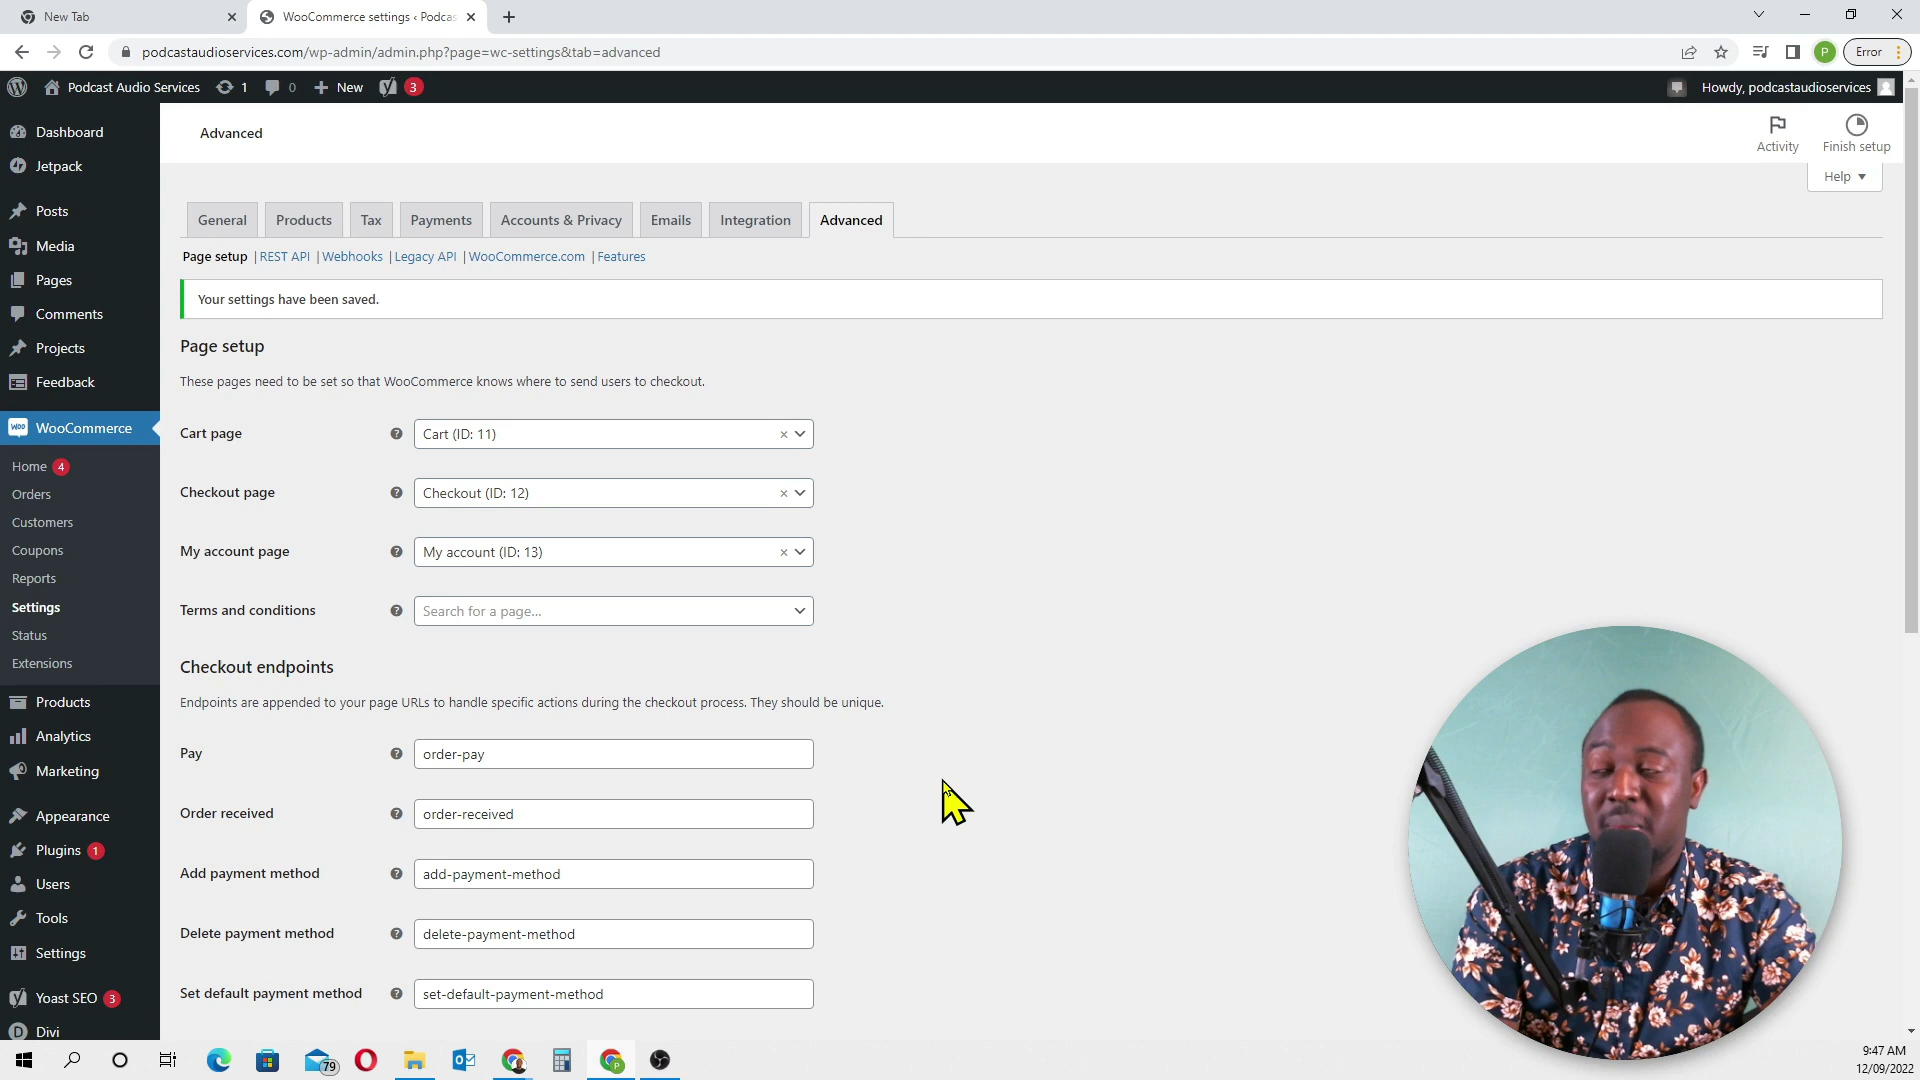 New Tab
WooCommerce settings ‹ Podcas
podcastaudioservices.com/wp-admin/admin.php?page=wc-settings&tab=advanced
P
Error
Podcast Audio Services
1
0
New
3
Howdy, podcastaudioservices
Dashboard
Jetpack
Posts
Media
Pages
Comments
Projects
Feedback
WooCommerce
Home 4
Orders
Customers
Coupons
Reports
Settings
Status
Extensions
Products
Analytics
Marketing
Appearance
Plugins 1
Users
Tools
Settings
Yoast SEO 3
Divi
Advanced
Activity
Finish setup
Help
General
Products
Tax
Payments
Accounts & Privacy
Emails
Integration
Advanced
Page setup | REST API | Webhooks | Legacy API | WooCommerce.com | Features
Your settings have been saved.
Page setup
These pages need to be set so that WooCommerce knows where to send users to checkout.
Cart page
Cart (ID: 11)
Checkout page
Checkout (ID: 12)
My account page
My account (ID: 13)
Terms and conditions
Search for a page...
Checkout endpoints
Endpoints are appended to your page URLs to handle specific actions during the checkout process. They should be unique.
Pay
order-pay
Order received
order-received
Add payment method
add-payment-method
Delete payment method
delete-payment-method
Set default payment method
set-default-payment-method
79
9:47 AM
12/09/2022